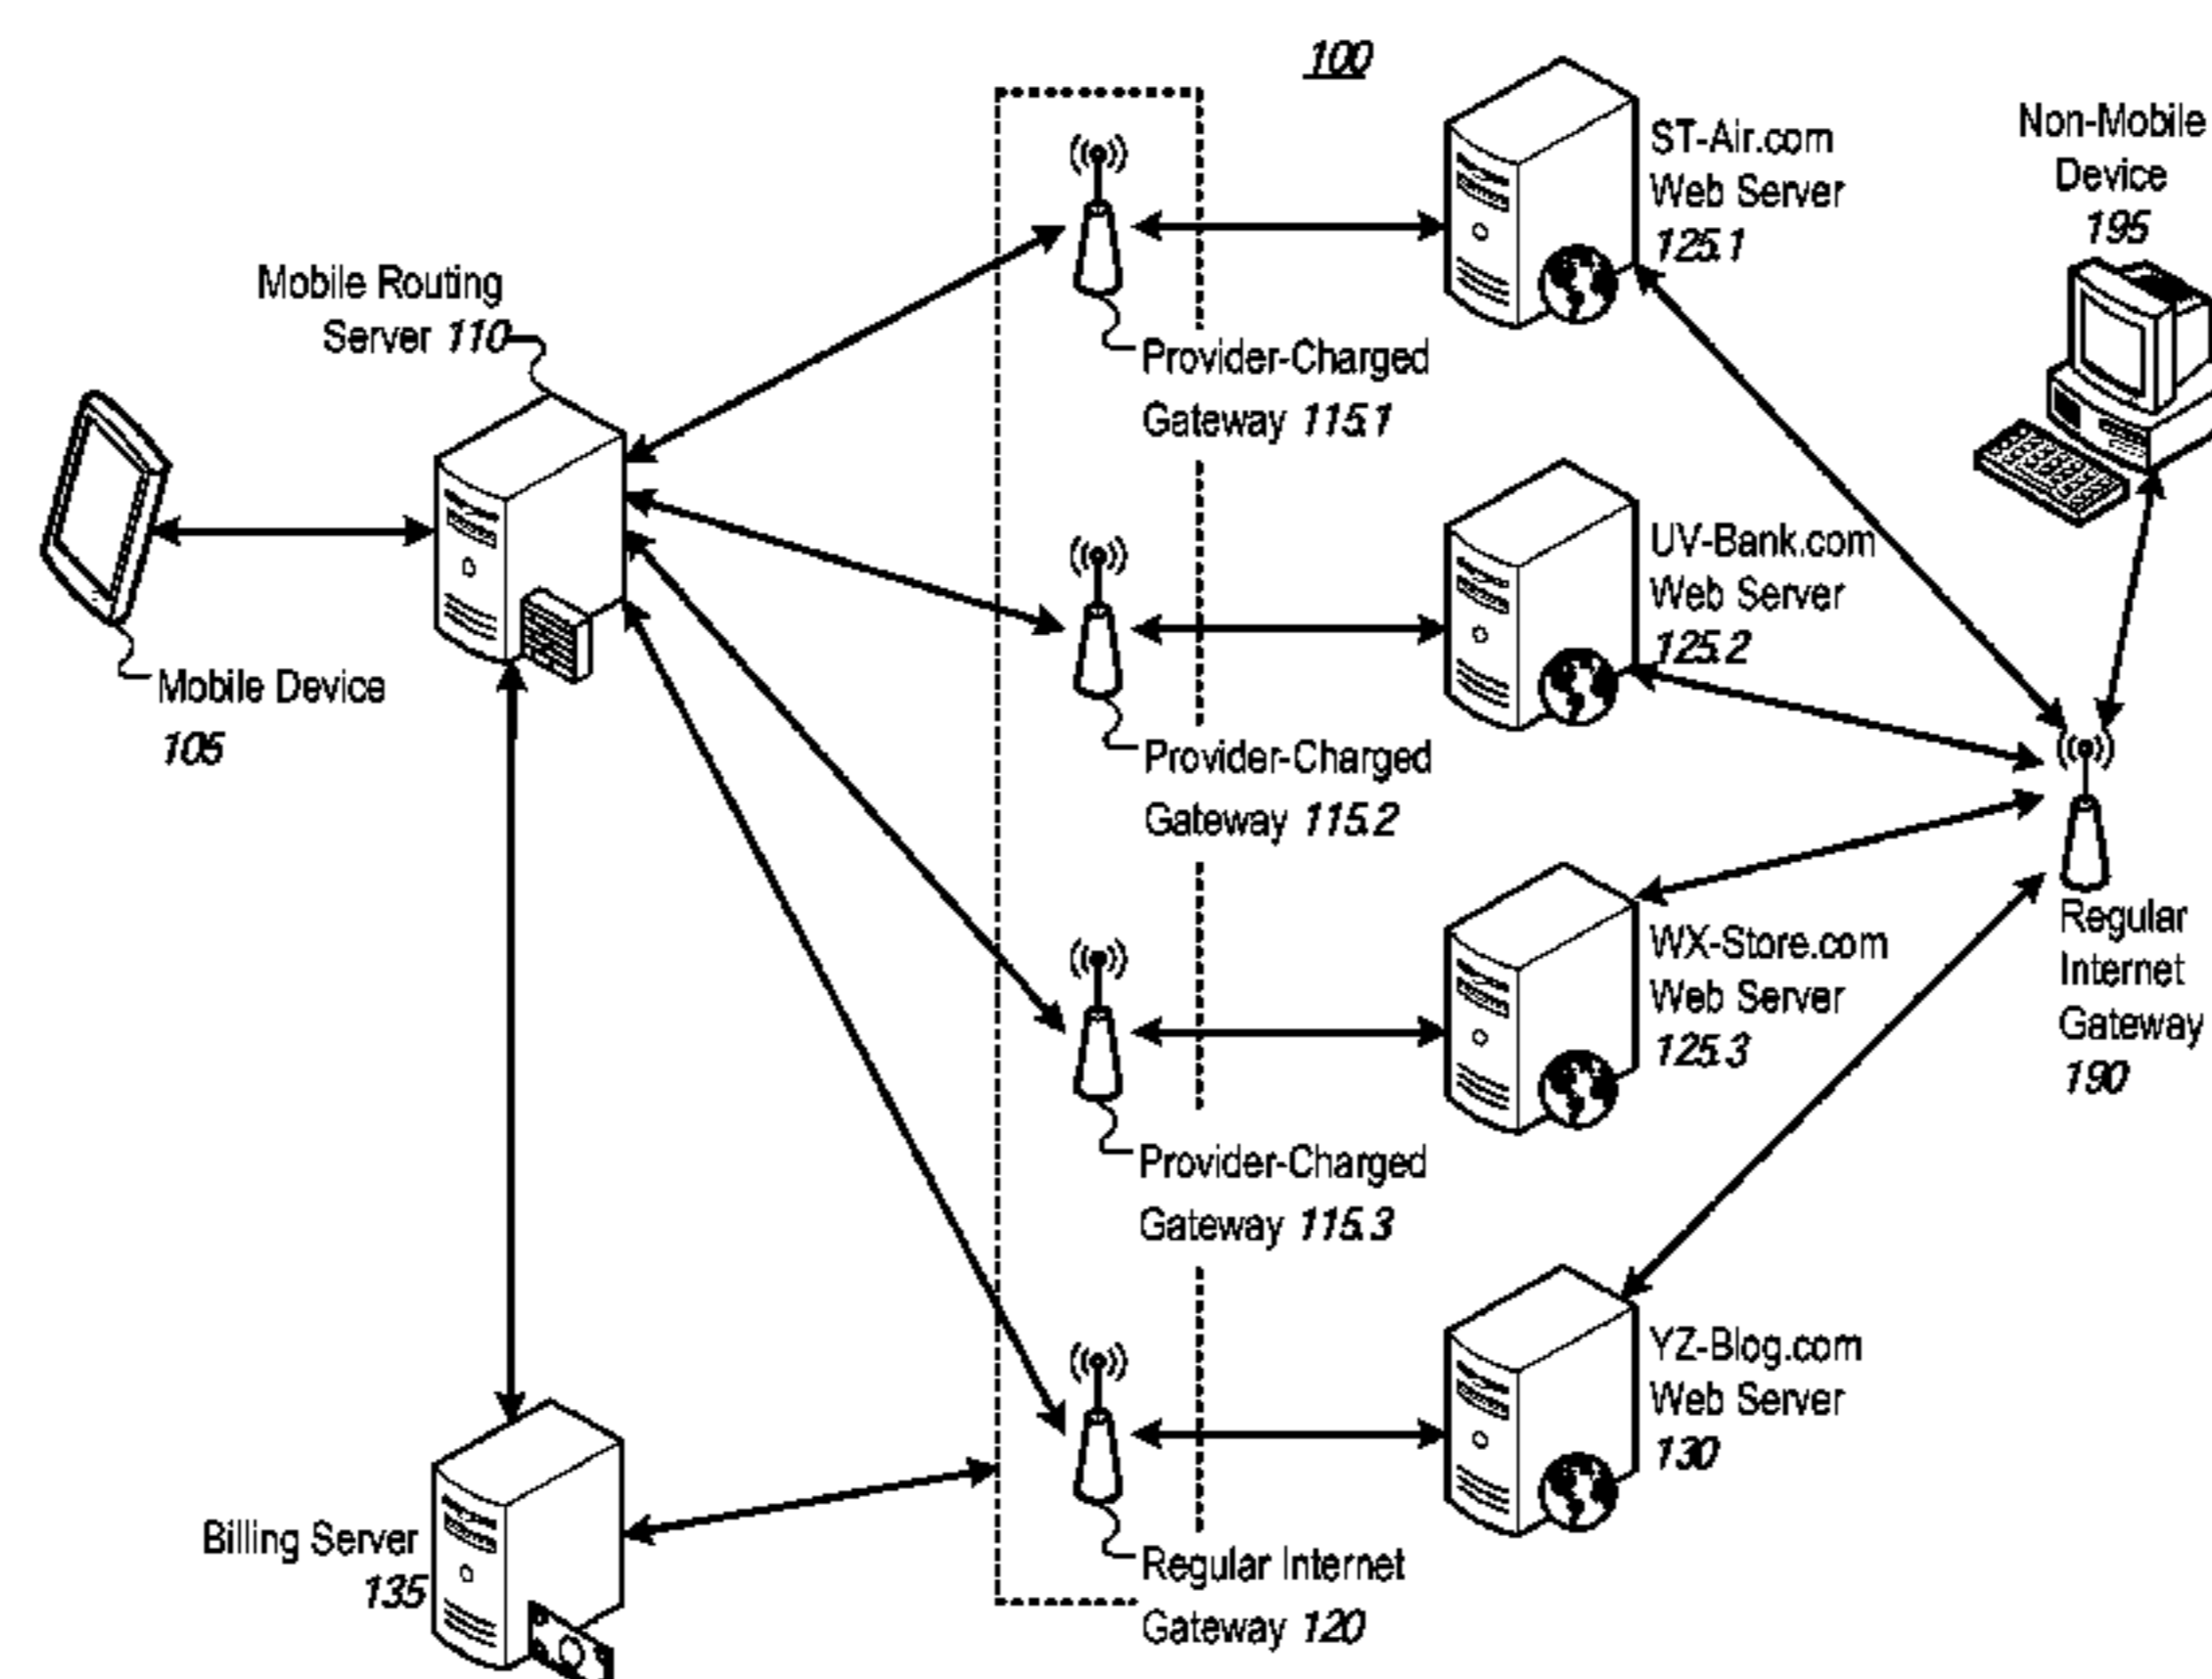 100
ST-Air.com
Web Server
125.1
Non-Mobile
Device
195
Mobile Routing
Server 110
Provider-Charged
Gateway 115.1
UV-Bank.com
Web Server
125.2
Mobile Device
105
Provider-Charged
Gateway 115.2
WX-Store.com
Web Server
125.3
Regular
Internet
Gateway
190
Provider-Charged
Gateway 115.3
YZ-Blog.com
Web Server
130
Billing Server
135
Regular Internet
Gateway 120